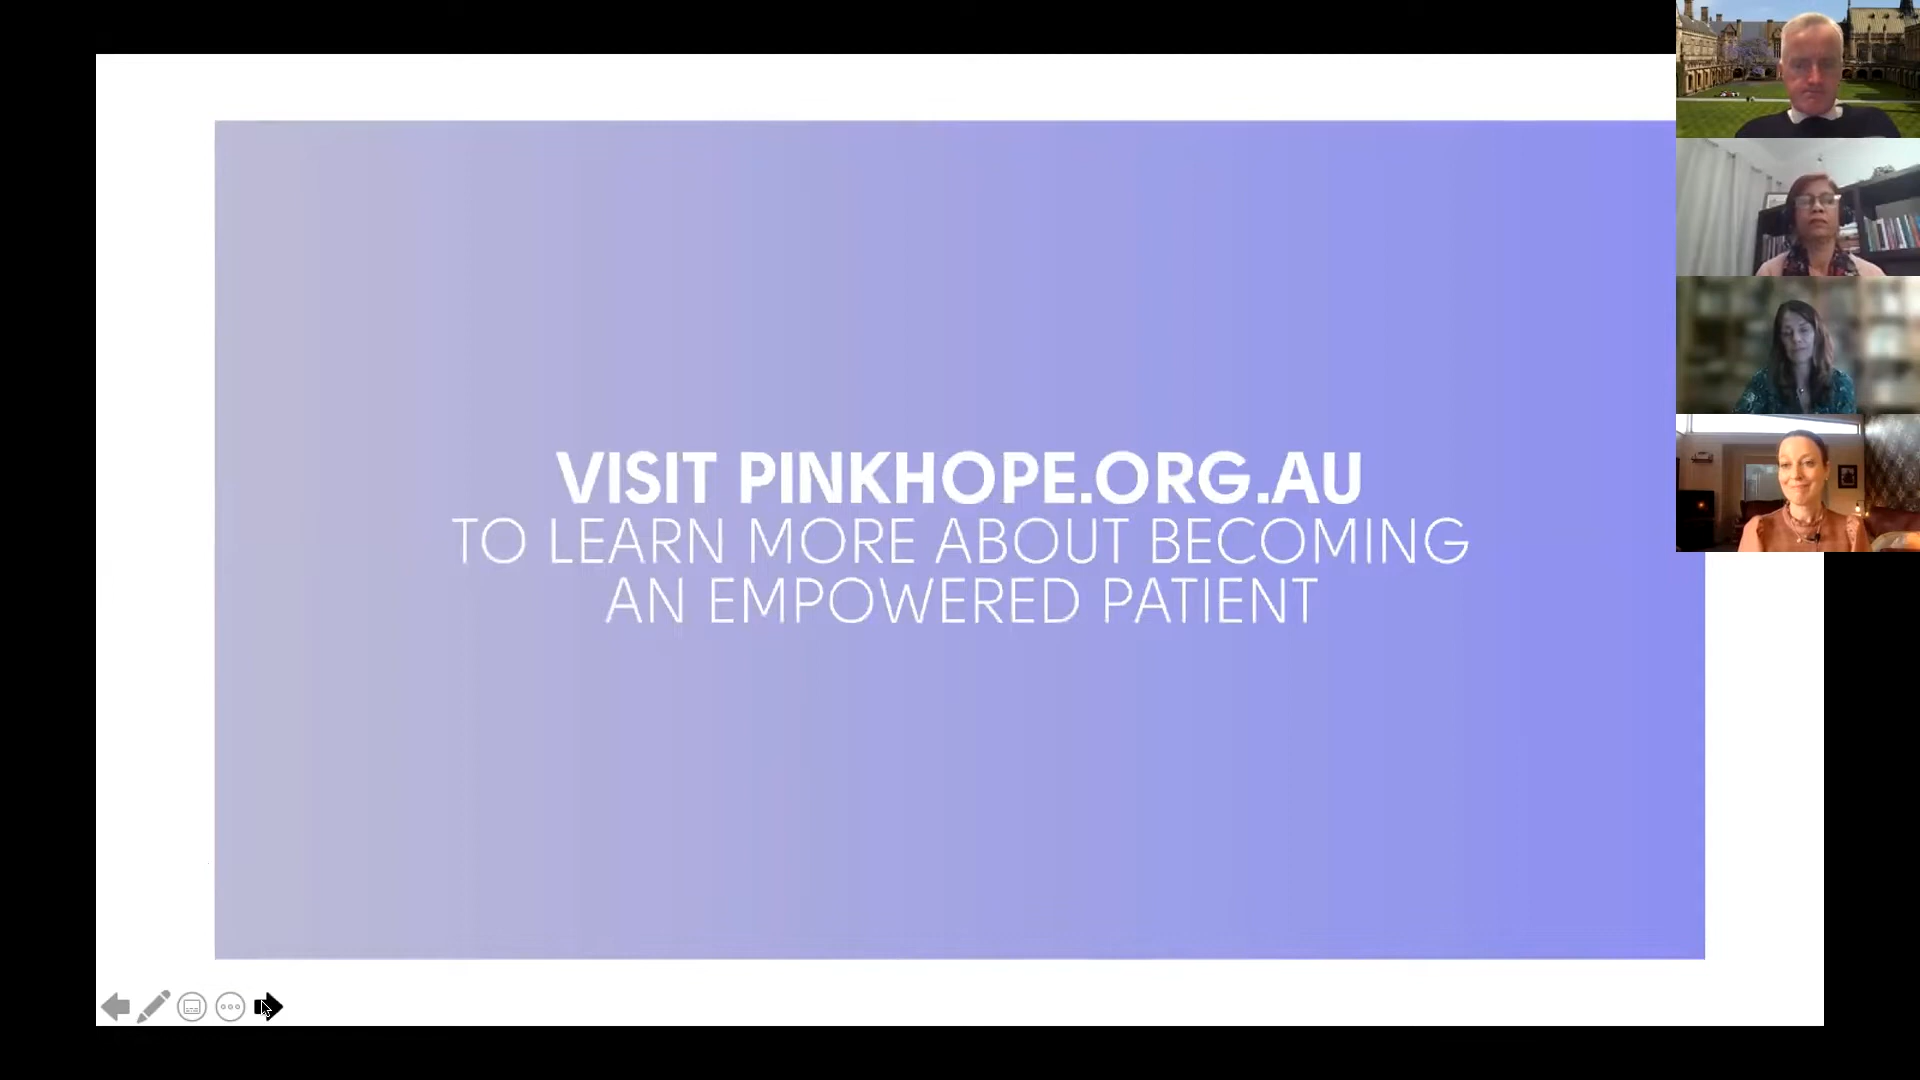 VISIT PINKHOPE.ORG.AU
TO LEARN MORE ABOUT BECOMING
AN EMPOWERED PATIENT